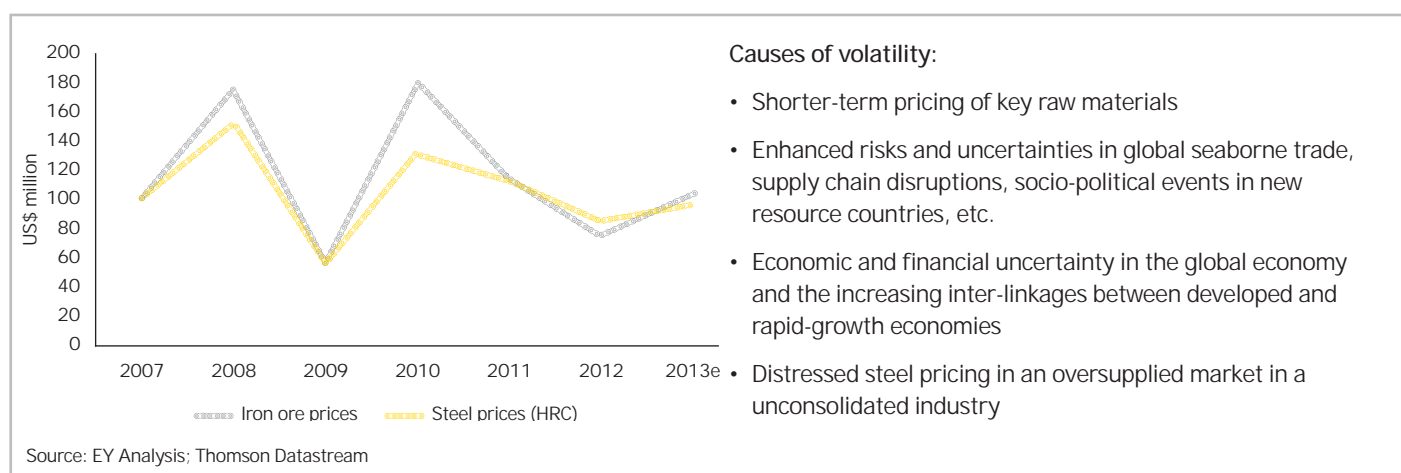 200
180
160
140
120
100
80
60
40
20
0
US$ million
2007 2008 2009 2010 2011 2012 2013e
Iron ore prices Steel prices (HRC)
Source: EY Analysis; Thomson Datastream
Causes of volatility:
• Shorter-term pricing of key raw materials
• Enhanced risks and uncertainties in global seaborne trade,
supply chain disruptions, socio-political events in new
resource countries, etc.
• Economic and financial uncertainty in the global economy
and the increasing inter-linkages between developed and
rapid-growth economies
• Distressed steel pricing in an oversupplied market in a
unconsolidated industry